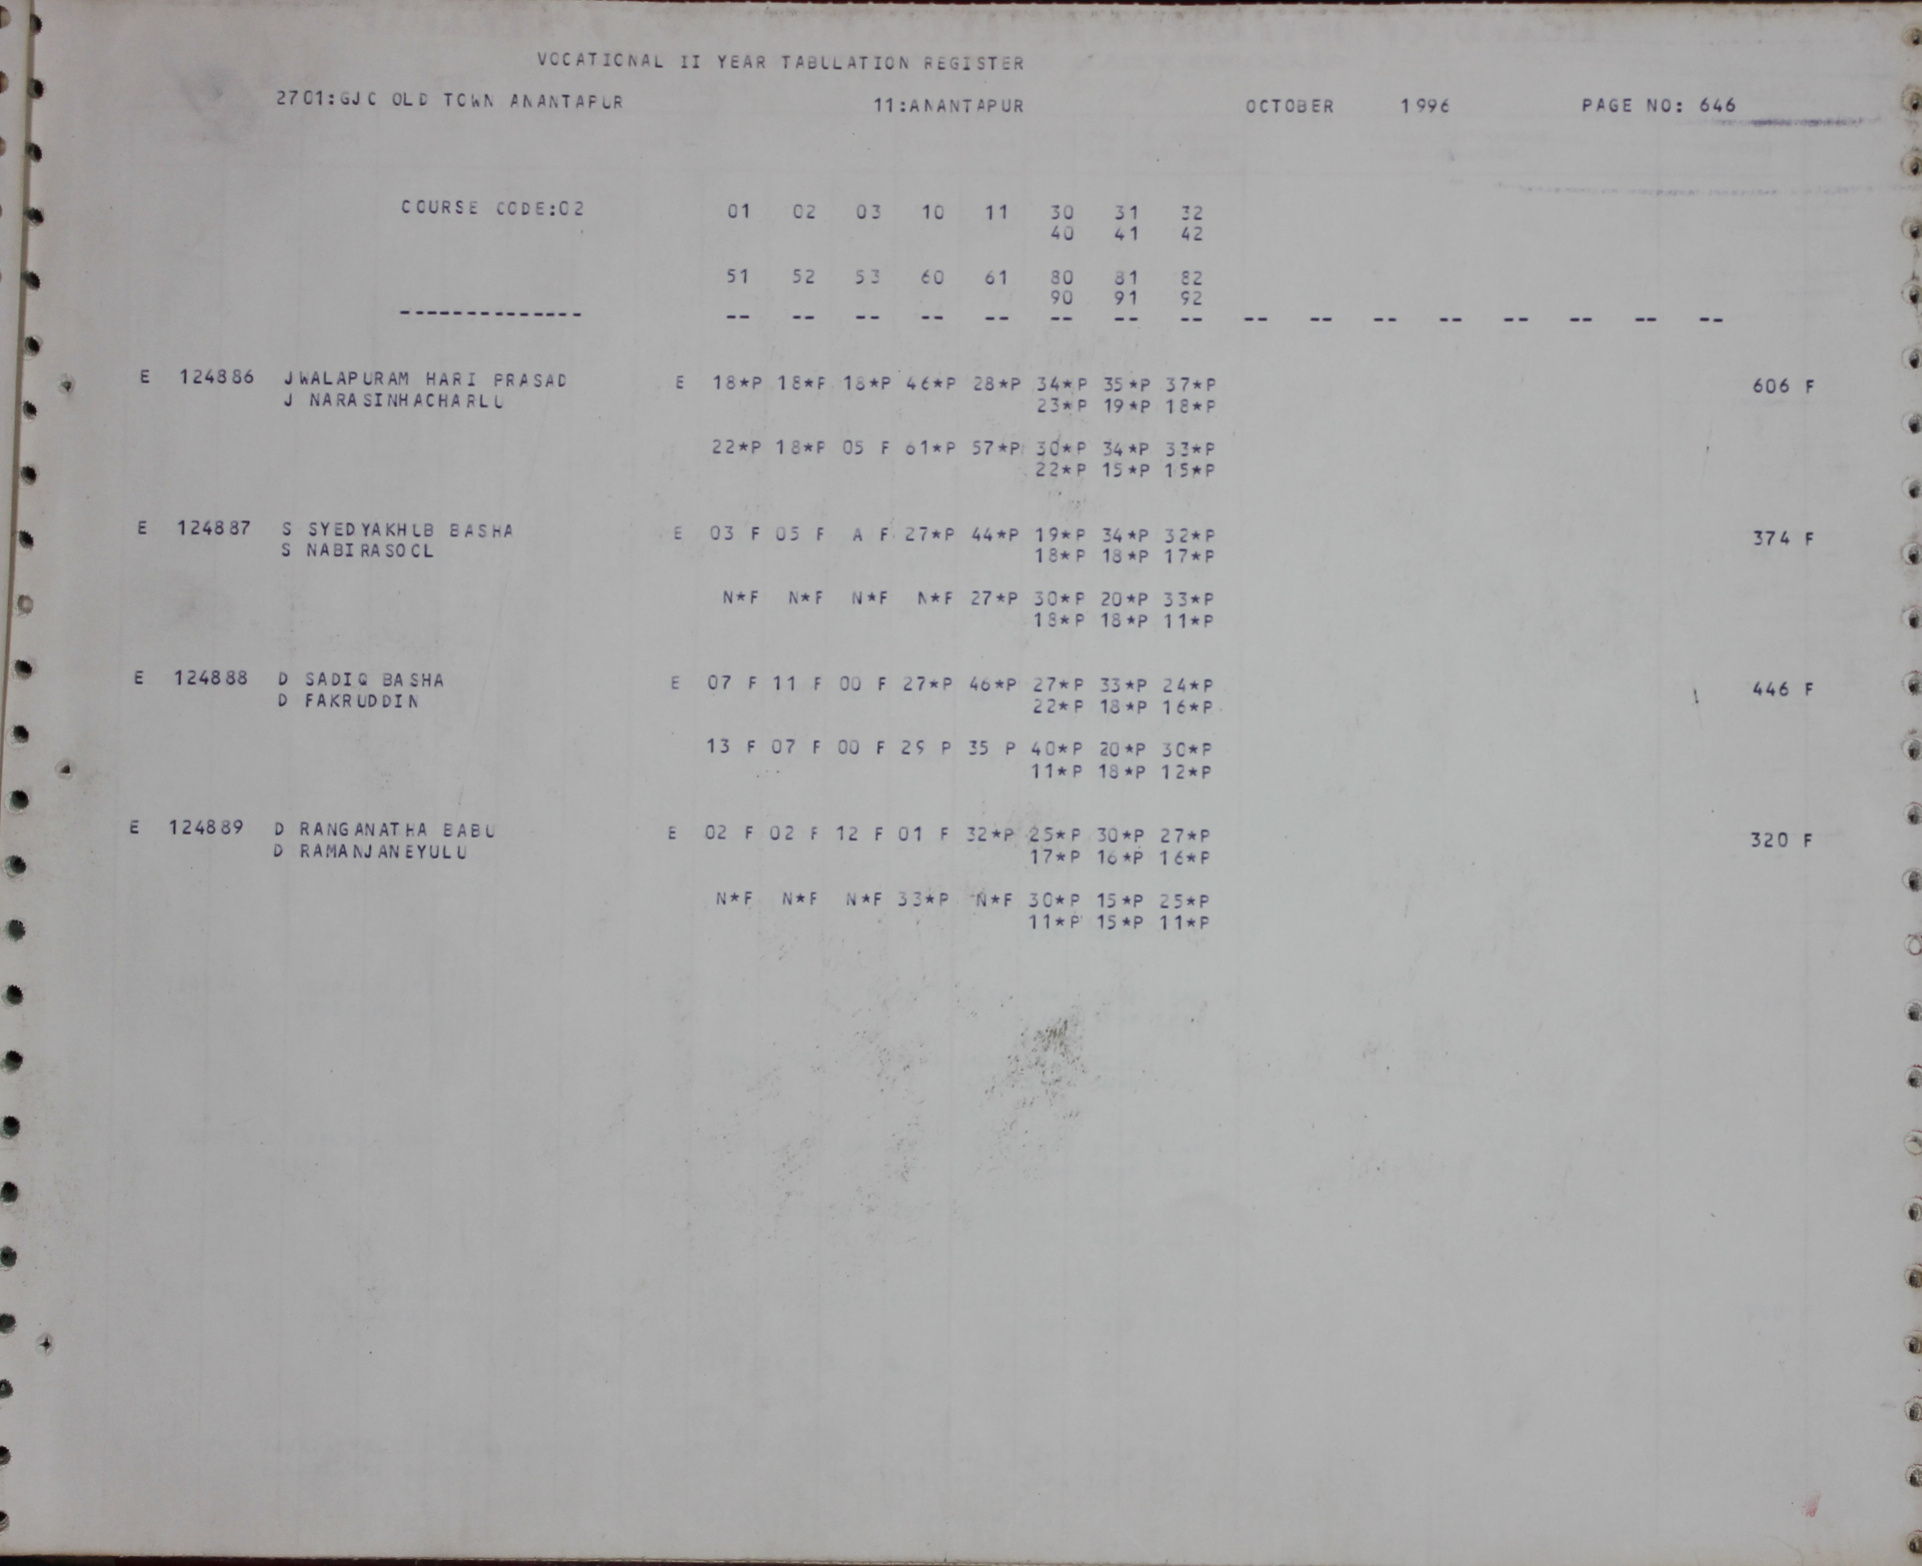 VOCATIONAL II YEAR TABULATION REGISTER
2701:GJC OLD TOWN ANANTAPUR 11:ANANTAPUR OCTOBER 1996 PAGE NO: 646
COURSE CODE:02 01 02 03 10 11 30 31 32
40 41 42
51 52 53 60 61 80 81 82
90 91 92
-------------- -- -- -- -- -- -- -- -- -- -- -- -- -- -- -- --
E 124886 JWALAPURAM HARI PRASAD E 18*P 18*P 18*P 46*P 28*P 34*P 35*P 37*P 606 F
J NARASINHACHARLU 23*P 19*P 18*P
22*P 18*P 05 F 61*P 57*P 30*P 34*P 33*P
22*P 15*P 15*P
E 124887 S SYEDYAKHUB BASHA E 03 F 05 F A F 27*P 44*P 19*P 34*P 32*P 374 F
S NABIRASOOL 18*P 18*P 17*P
N*F N*F N*F N*F 27*P 30*P 20*P 33*P
18*P 18*P 11*P
E 124888 D SADIQ BASHA E 07 F 11 F 00 F 27*P 46*P 27*P 33*P 24*P 446 F
D FAKRUDDIN 22*P 18*P 16*P
13 F 07 F 00 F 29 P 35 P 40*P 20*P 30*P
11*P 18*P 12*P
E 124889 D RANGANATHA BABU E 02 F 02 F 12 F 01 F 32*P 25*P 30*P 27*P 320 F
D RAMANJANEYULU 17*P 16*P 16*P
N*F N*F N*F 33*P N*F 30*P 15*P 25*P
11*P 15*P 11*P